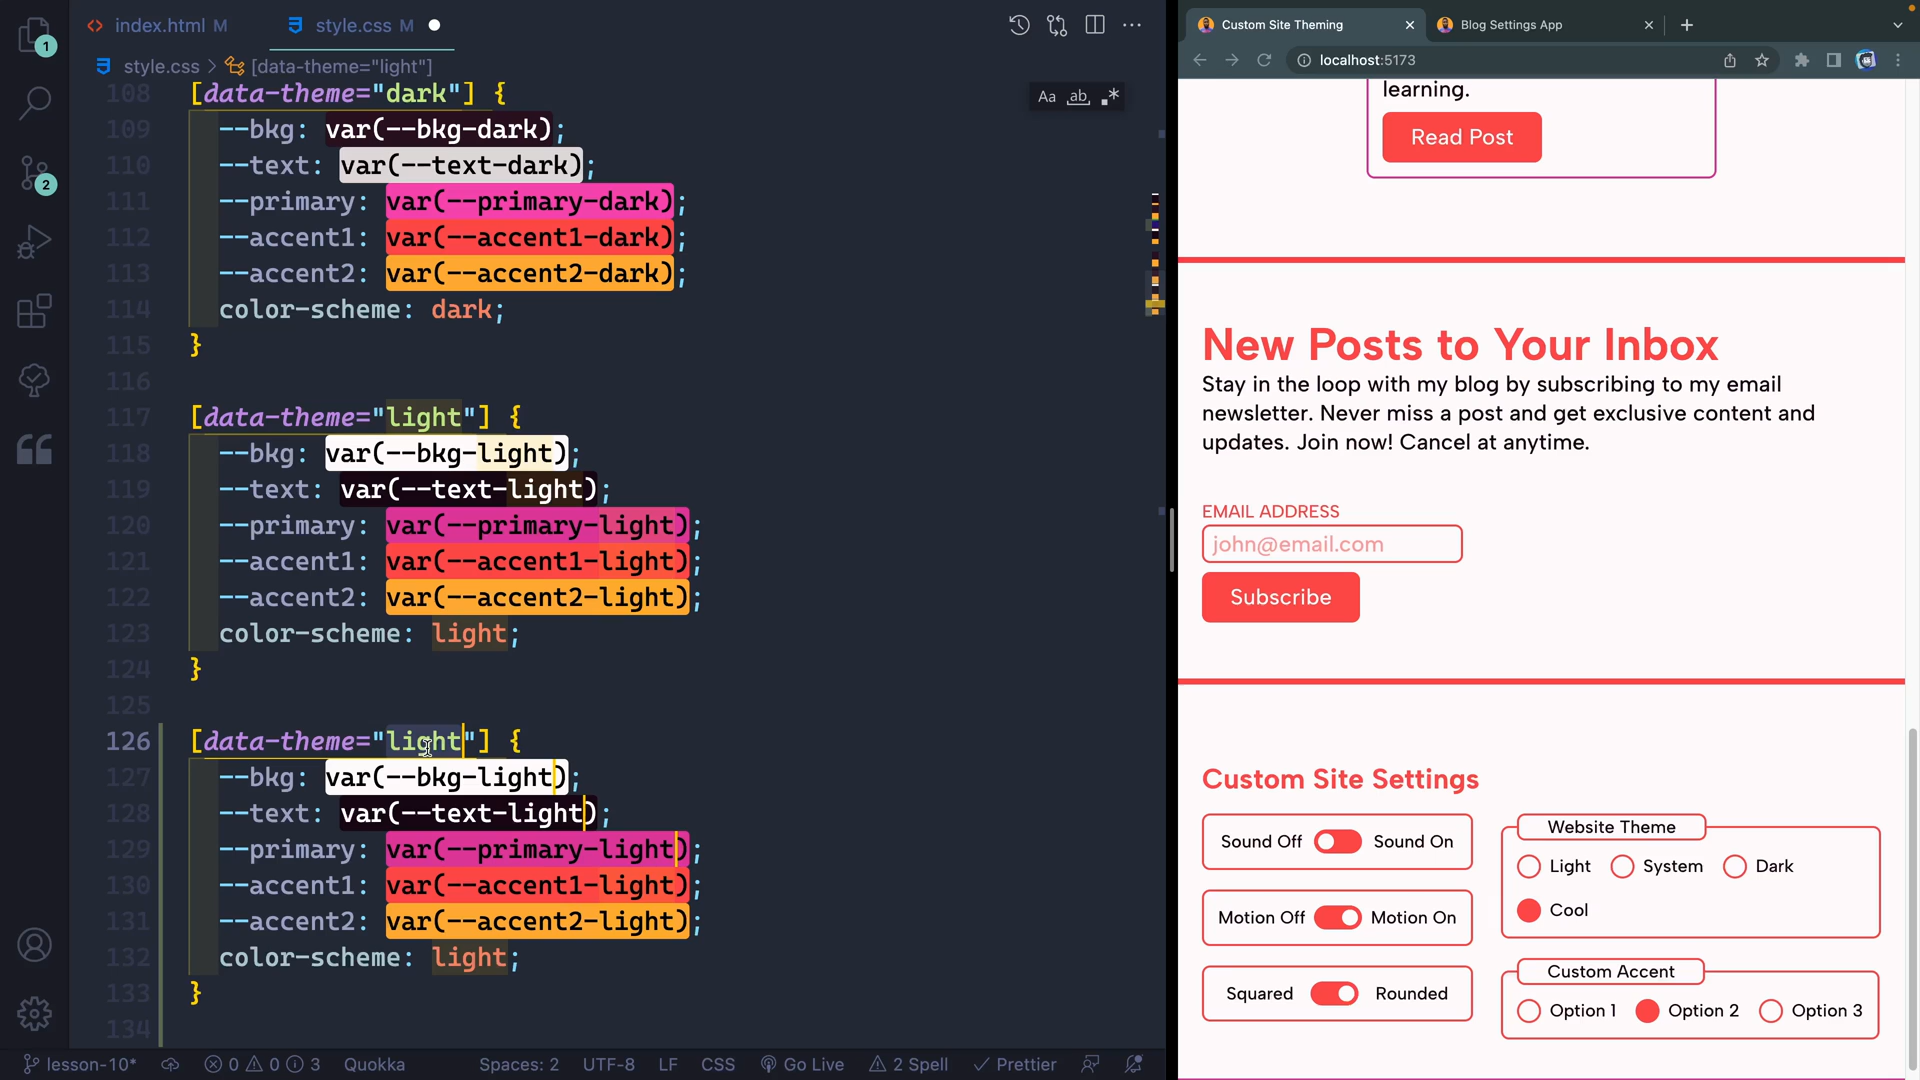 index.html M
style.css M
style.css > [data-theme="light"]
108 [data-theme="dark"] {
109 --bkg: var(--bkg-dark);
110 --text: var(--text-dark);
111 --primary: var(--primary-dark);
112 --accent1: var(--accent1-dark);
113 --accent2: var(--accent2-dark);
114 color-scheme: dark;
115 }
116
117 [data-theme="light"] {
118 --bkg: var(--bkg-light);
119 --text: var(--text-light);
120 --primary: var(--primary-light);
121 --accent1: var(--accent1-light);
122 --accent2: var(--accent2-light);
123 color-scheme: light;
124 }
125
126 [data-theme="light"] {
127 --bkg: var(--bkg-light);
128 --text: var(--text-light);
129 --primary: var(--primary-light);
130 --accent1: var(--accent1-light);
131 --accent2: var(--accent2-light);
132 color-scheme: light;
133 }
134
Aa ab .*
1
2
lesson-10* 0 0 3 Quokka Spaces: 2 UTF-8 LF CSS Go Live 2 Spell Prettier
Custom Site Theming
Blog Settings App
localhost:5173
learning.
Read Post
New Posts to Your Inbox
Stay in the loop with my blog by subscribing to my email
newsletter. Never miss a post and get exclusive content and
updates. Join now! Cancel at anytime.
EMAIL ADDRESS
john@email.com
Subscribe
Custom Site Settings
Sound Off Sound On
Motion Off Motion On
Squared Rounded
Website Theme
Light System Dark
Cool
Custom Accent
Option 1 Option 2 Option 3